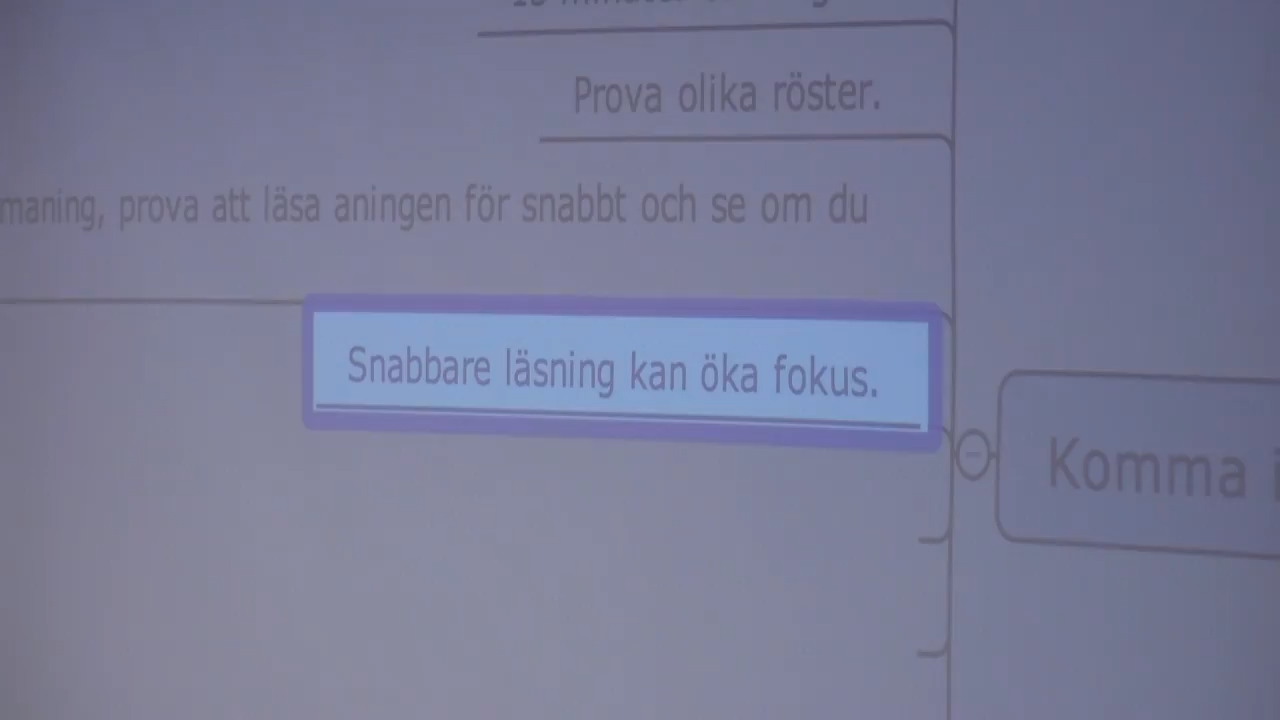 Prova olika röster.
maning, prova att läsa aningen för snabbt och se om du
Snabbare läsning kan öka fokus.
Komma